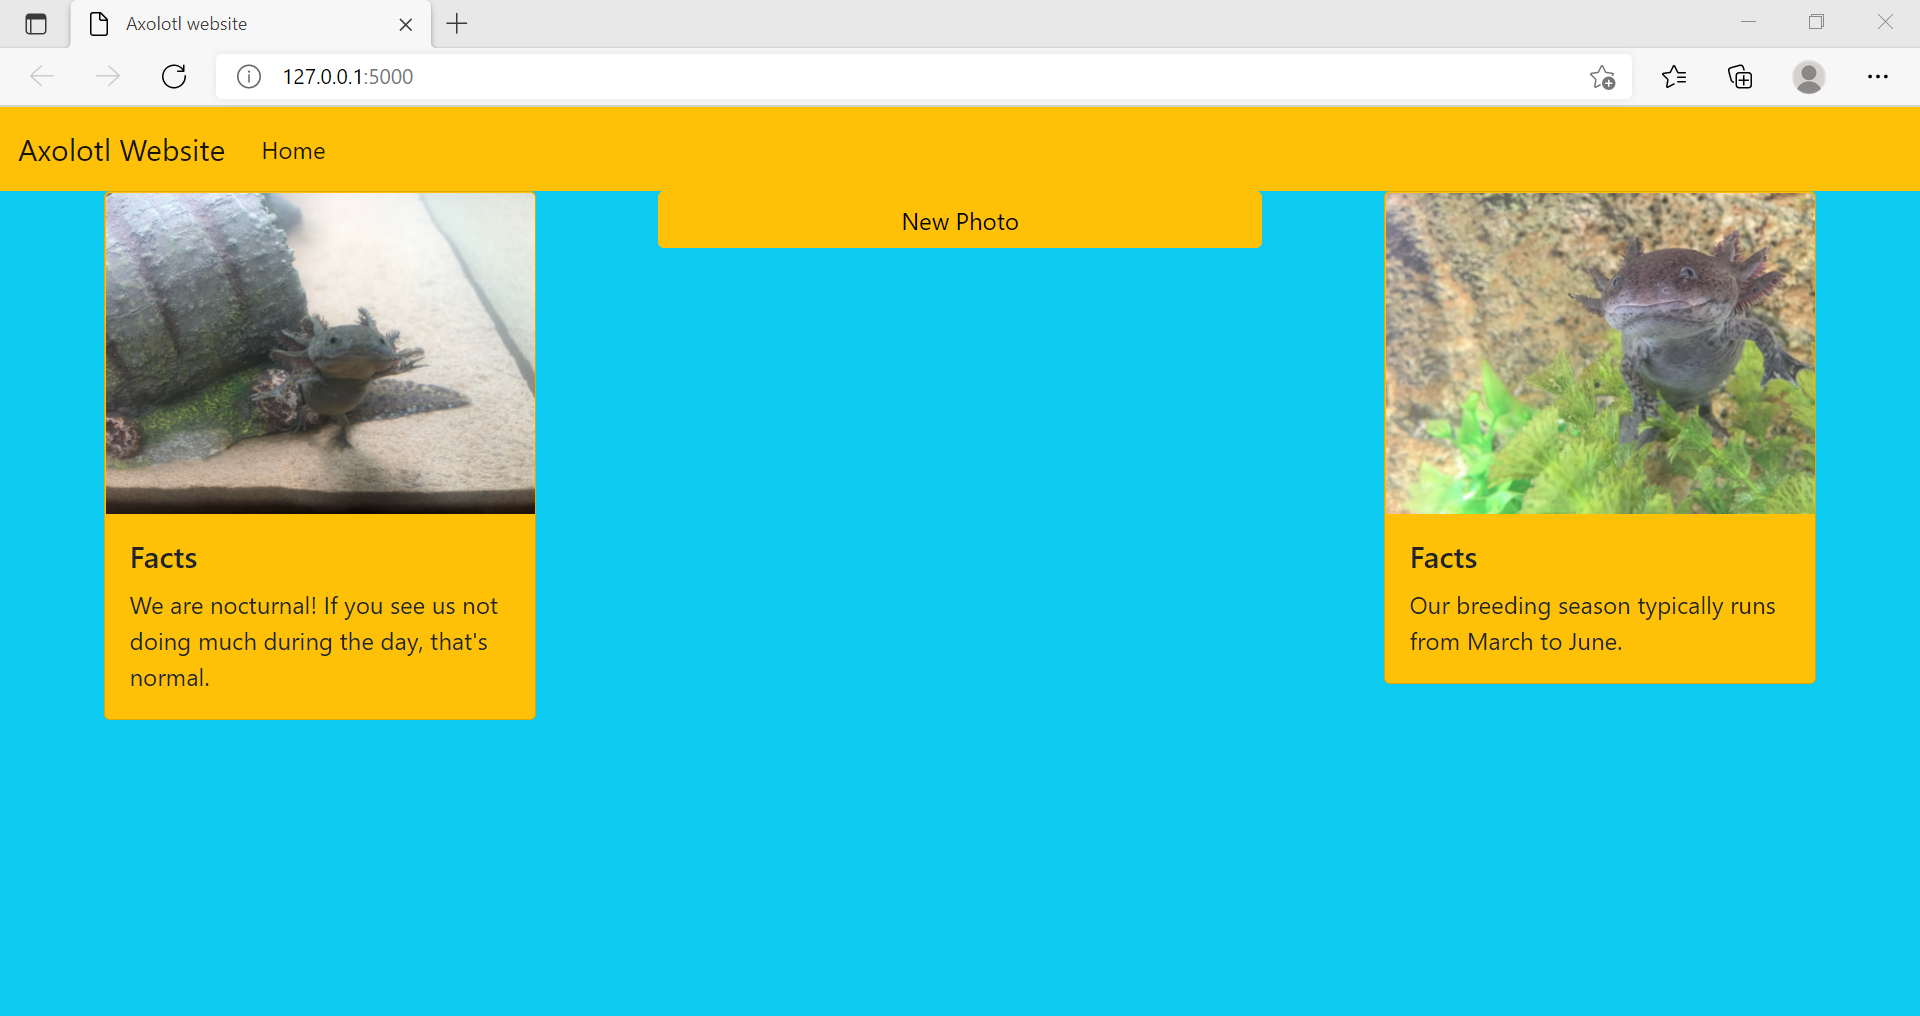 Axolotl website
127.0.0.1:5000
Axolotl Website
Home
New Photo
Facts
We are nocturnal! If you see us not
doing much during the day, that's
normal.
Facts
Our breeding season typically runs
from March to June.